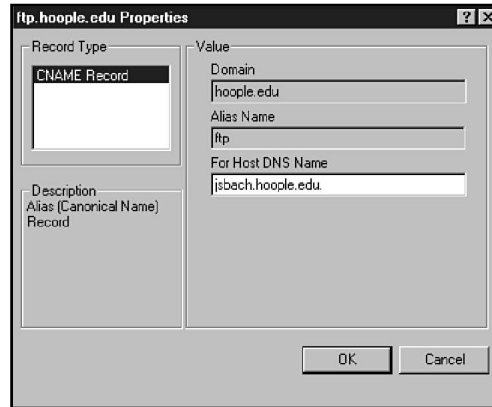 ftp.hoople.edu Properties
Record Type
CNAME Record
Description
Alias (Canonical Name)
Record
Value
Domain
hoople.edu
Alias Name
ftp
For Host DNS Name
jsbach.hoople.edu.
OK
Cancel